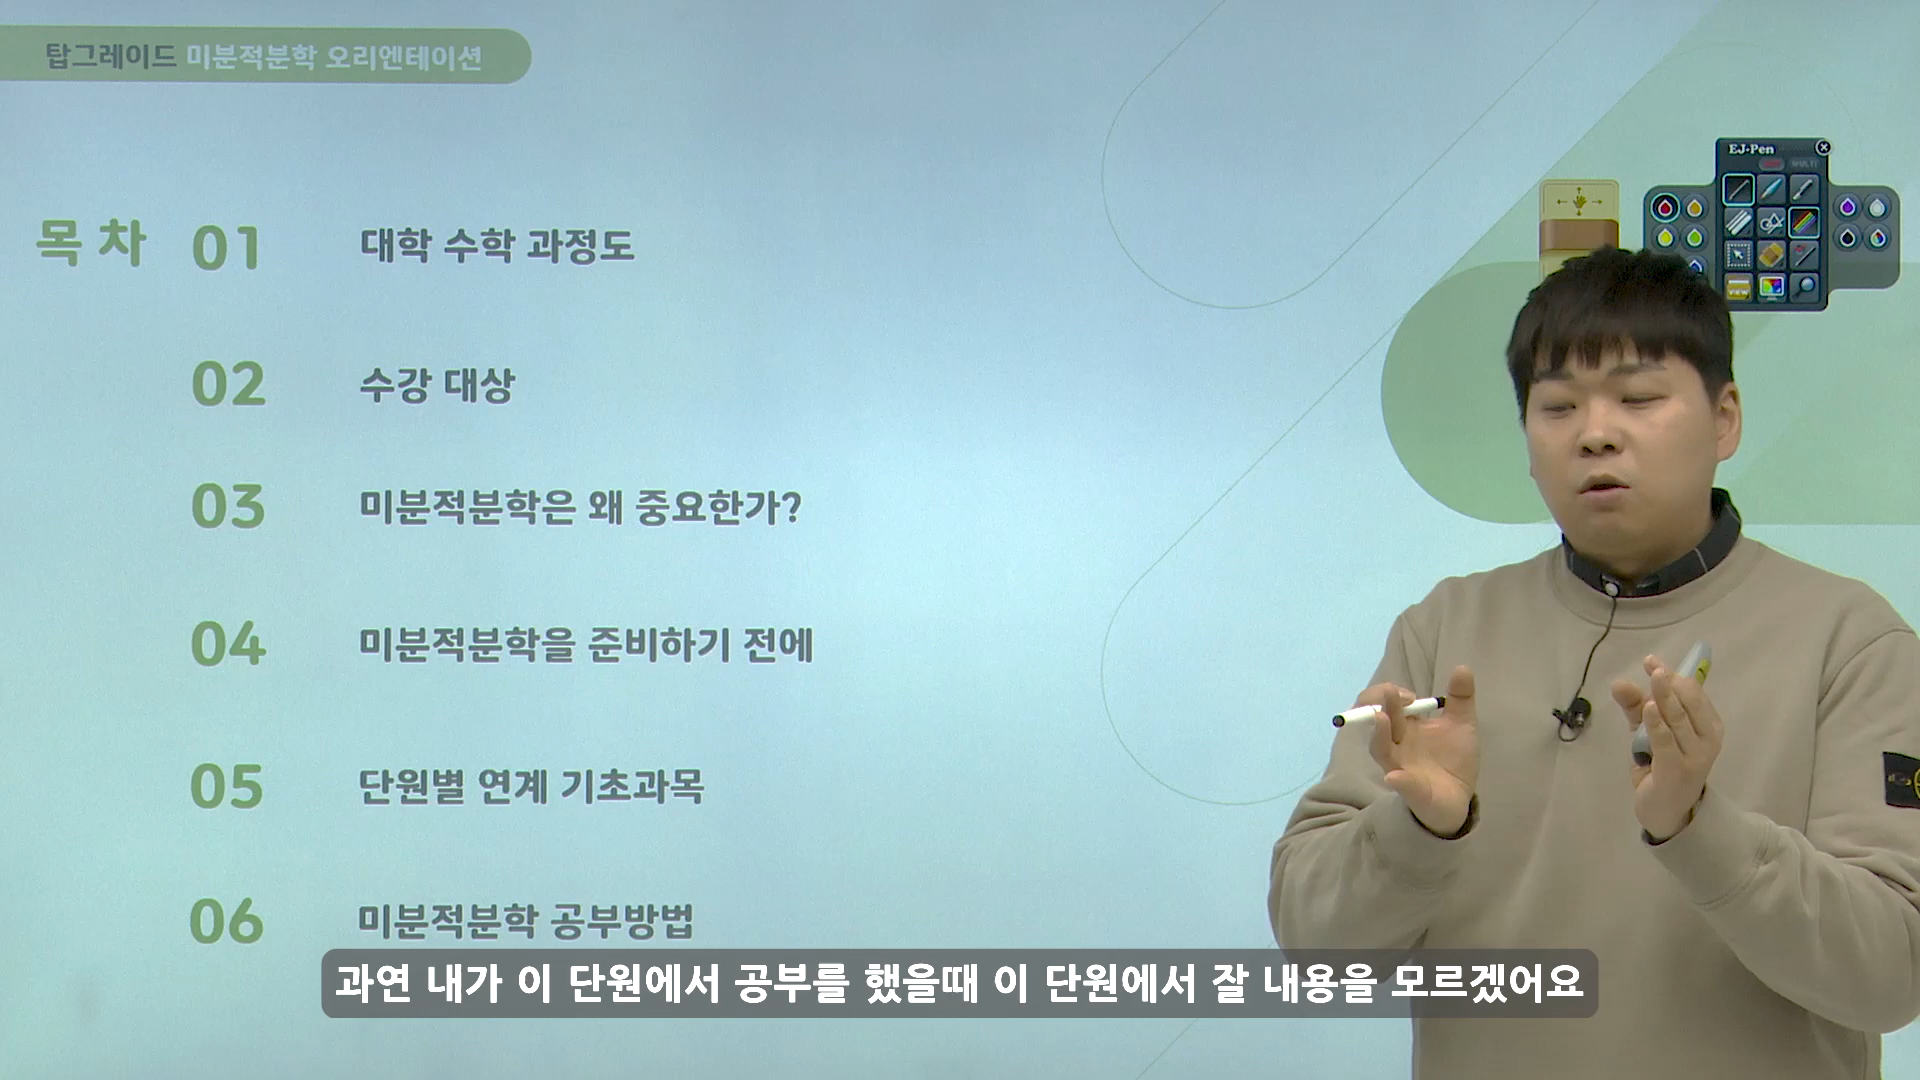 탑그레이드 미분적분학 오리엔테이션
EJ-Pen
MULTI
VIEW
목 차
01 대학 수학 과정도
02 수강 대상
03 미분적분학은 왜 중요한가?
04 미분적분학을 준비하기 전에
05 단원별 연계 기초과목
06 미분적분학 공부방법
과연 내가 이 단원에서 공부를 했을때 이 단원에서 잘 내용을 모르겠어요